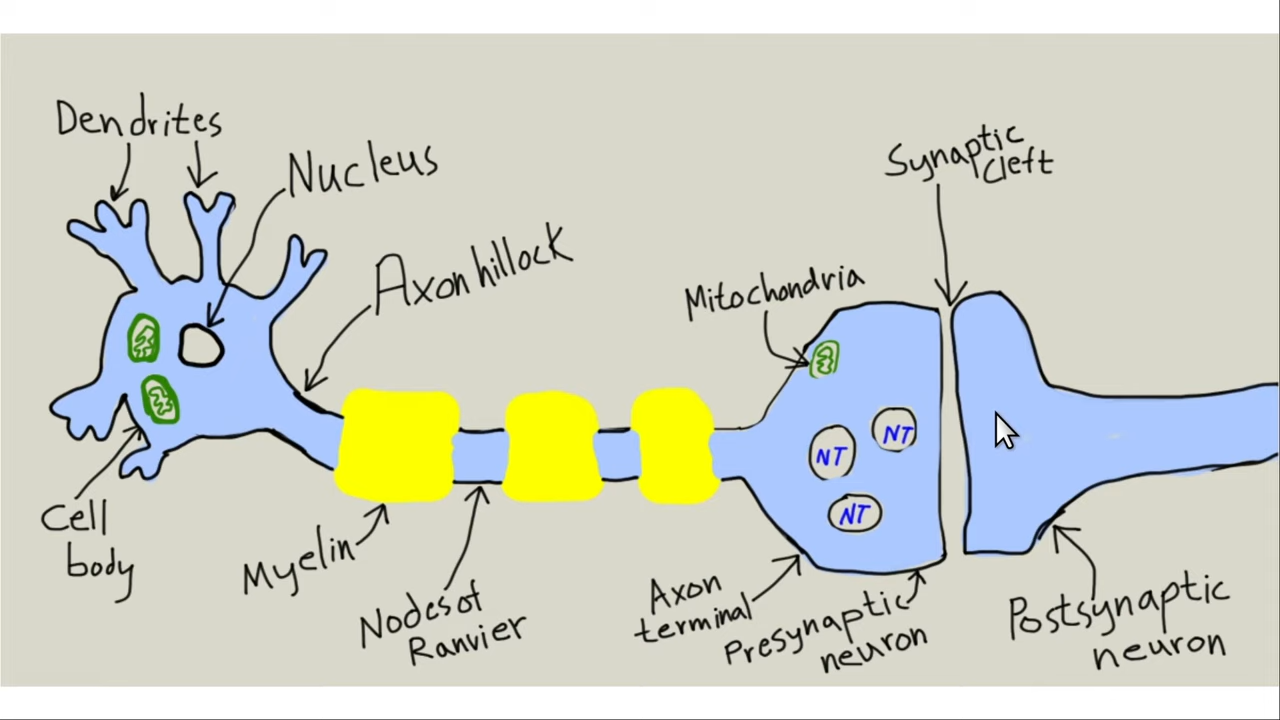 Dendrites
Nucleus
Synaptic
cleft
Axon hillock
Mitochondria
NT
NT
NT
Cell
body
Myelin
Nodes of
Ranvier
Axon
terminal
Presynaptic
neuron
Postsynaptic
neuron